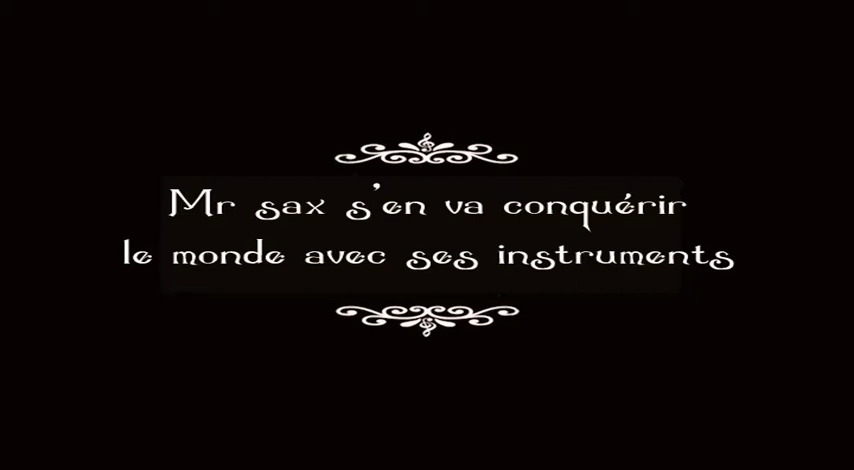 Mr sax s'en va conquérir
le monde avec ses instruments